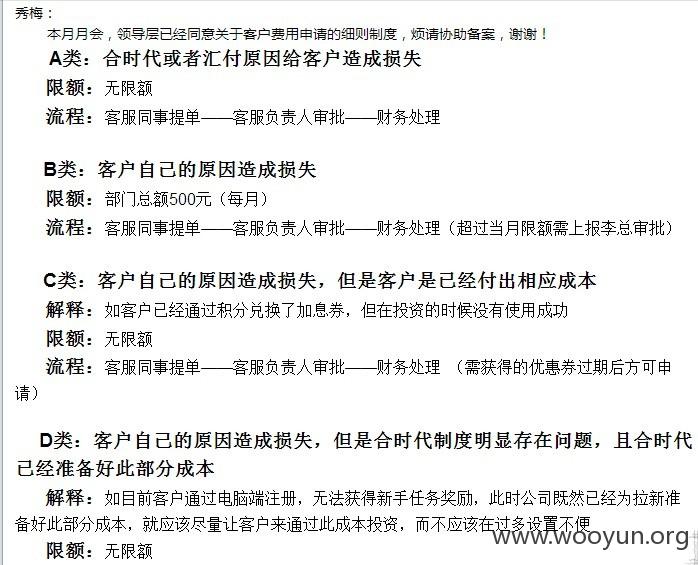 秀梅：
本月月会，领导层已经同意关于客户费用申请的细则制度，烦请协助备案，谢谢！
A类：合时代或者汇付原因给客户造成损失
限额：无限额
流程：客服同事提单——客服负责人审批——财务处理
B类：客户自己的原因造成损失
限额：部门总额500元（每月）
流程：客服同事提单——客服负责人审批——财务处理（超过当月限额需上报李总审批）
C类：客户自己的原因造成损失，但是客户是已经付出相应成本
解释：如客户已经通过积分兑换了加息券，但在投资的时候没有使用成功
限额：无限额
流程：客服同事提单——客服负责人审批——财务处理 （需获得的优惠券过期后方可申
请）
D类：客户自己的原因造成损失，但是合时代制度明显存在问题，且合时代
已经准备好此部分成本
解释：如目前客户通过电脑端注册，无法获得新手任务奖励，此时公司既然已经为拉新准
备好此部分成本，就应该尽量让客户来通过此成本投资，而不应该在过多设置不便
限额：无限额
www.wooyun.org